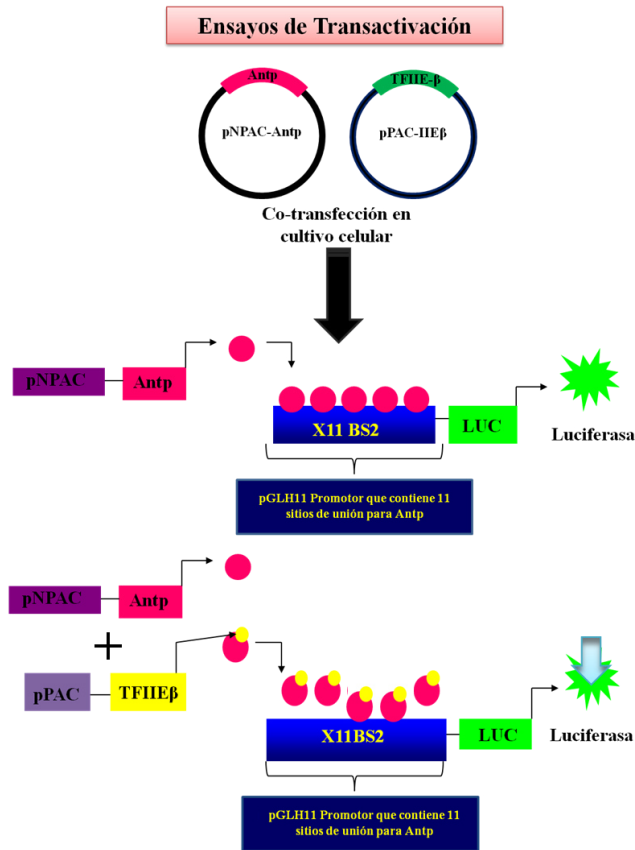 Ensayos de Transactivación
Antp
TFIIE-β
pNPAC-Antp
pPAC-IIEβ
Co-transfección en
cultivo celular
pNPAC
Antp
X11 BS2
LUC
Luciferasa
pGLH11 Promotor que contiene 11
sitios de unión para Antp
pNPAC
Antp
+
pPAC
TFIIEβ
X11BS2
LUC
Luciferasa
pGLH11 Promotor que contiene 11
sitios de unión para Antp